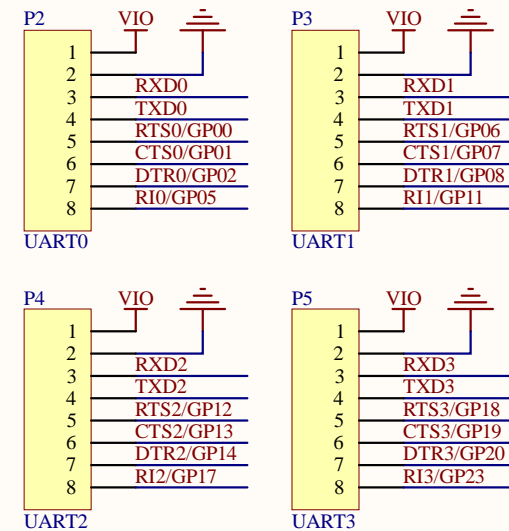 P2 VIO
1
2
3 RXD0
4 TXD0
5 RTS0/GP00
6 CTS0/GP01
7 DTR0/GP02
8 RI0/GP05
UART0
P3 VIO
1
2
3 RXD1
4 TXD1
5 RTS1/GP06
6 CTS1/GP07
7 DTR1/GP08
8 RI1/GP11
UART1
P4 VIO
1
2
3 RXD2
4 TXD2
5 RTS2/GP12
6 CTS2/GP13
7 DTR2/GP14
8 RI2/GP17
UART2
P5 VIO
1
2
3 RXD3
4 TXD3
5 RTS3/GP18
6 CTS3/GP19
7 DTR3/GP20
8 RI3/GP23
UART3